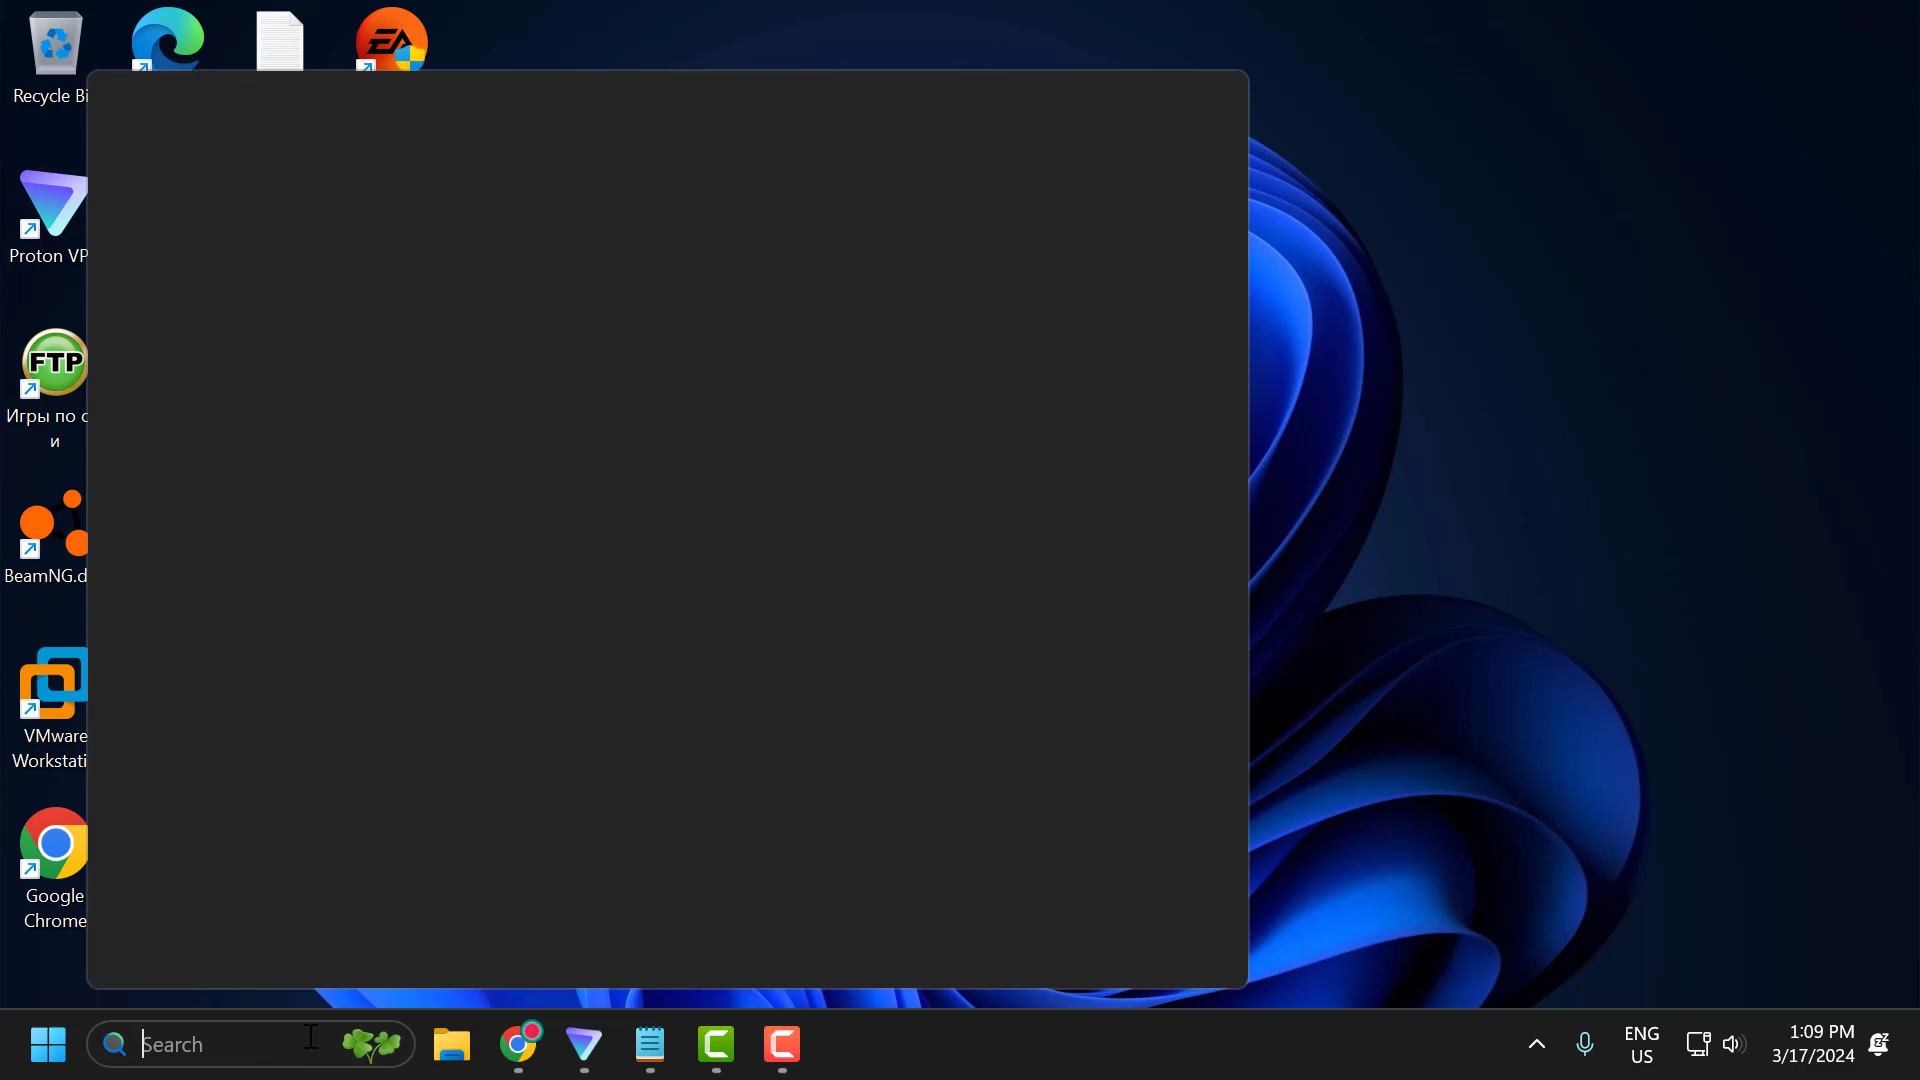 Recycle Bi
EA
Proton VP
FTP
Игры по с
и
BeamNG.d
VMware
Workstati
Google
Chrome
Search
ENG
US
1:09 PM
3/17/2024